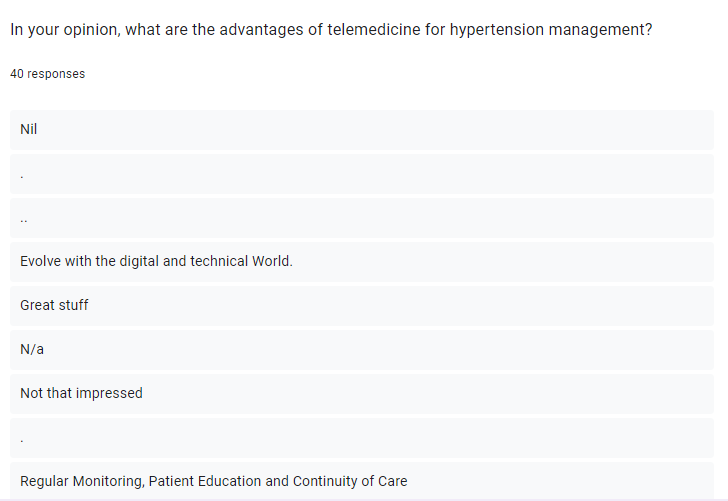 In your opinion, what are the advantages of telemedicine for hypertension management?
40 responses
Nil
.
..
Evolve with the digital and technical World.
Great stuff
N/a
Not that impressed
.
Regular Monitoring, Patient Education and Continuity of Care